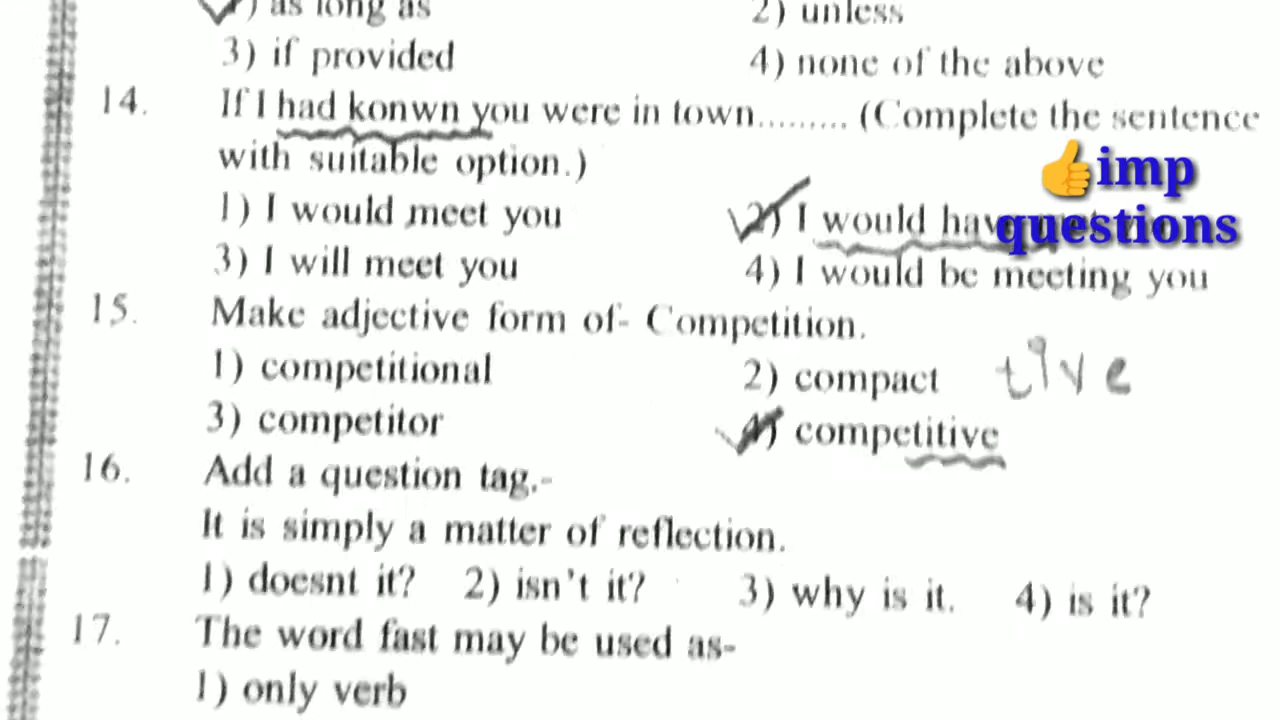 1) as long as 2) unless
3) if provided 4) none of the above
14. If I had konwn you were in town......... (Complete the sentence
with suitable option.)
👍imp
questions
1) I would meet you 2) I would have
3) I will meet you 4) I would be meeting you
15. Make adjective form of- Competition.
1) competitional 2) compact tive
3) competitor 4) competitive
16. Add a question tag.-
It is simply a matter of reflection.
1) doesnt it? 2) isn't it? 3) why is it. 4) is it?
17. The word fast may be used as-
1) only verb